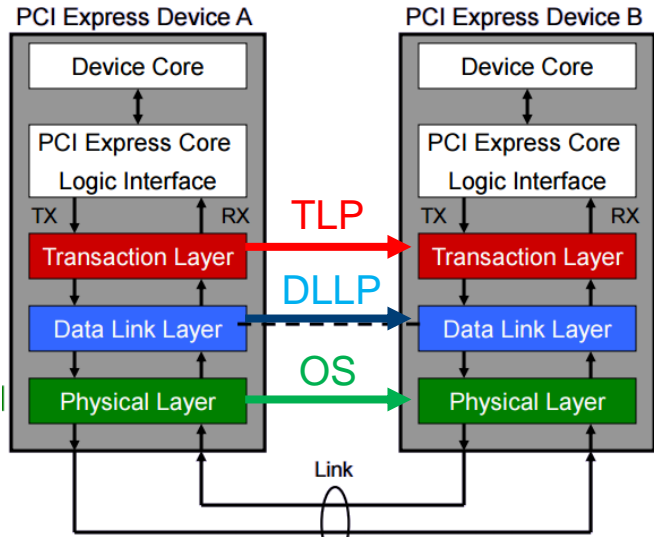 PCI Express Device A
PCI Express Device B
Device Core
Device Core
PCI Express Core
Logic Interface
PCI Express Core
Logic Interface
TX
RX
TLP
TX
RX
Transaction Layer
Transaction Layer
DLLP
Data Link Layer
Data Link Layer
OS
Physical Layer
Physical Layer
Link